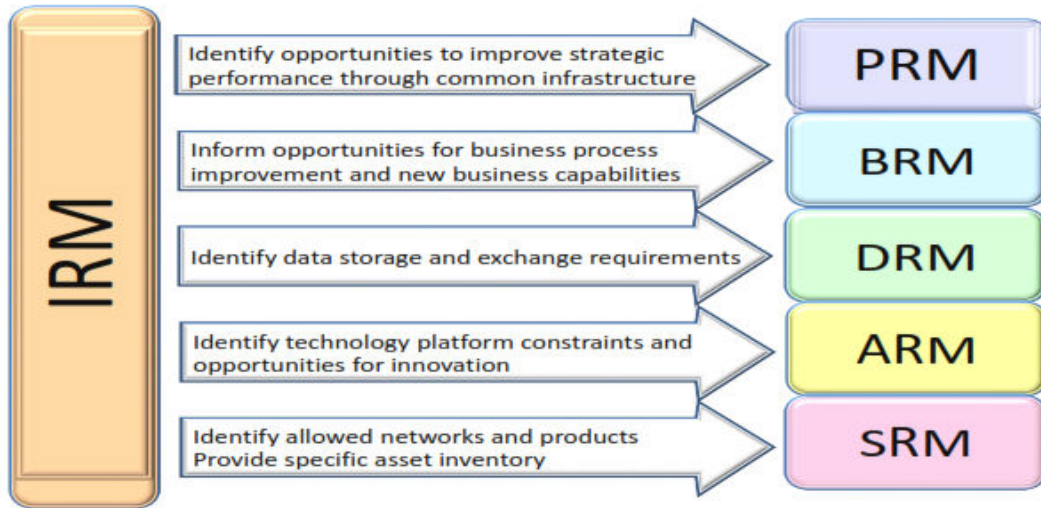 IRM
Identify opportunities to improve strategic
performance through common infrastructure
PRM
Inform opportunities for business process
improvement and new business capabilities
BRM
Identify data storage and exchange requirements
DRM
Identify technology platform constraints and
opportunities for innovation
ARM
Identify allowed networks and products
Provide specific asset inventory
SRM